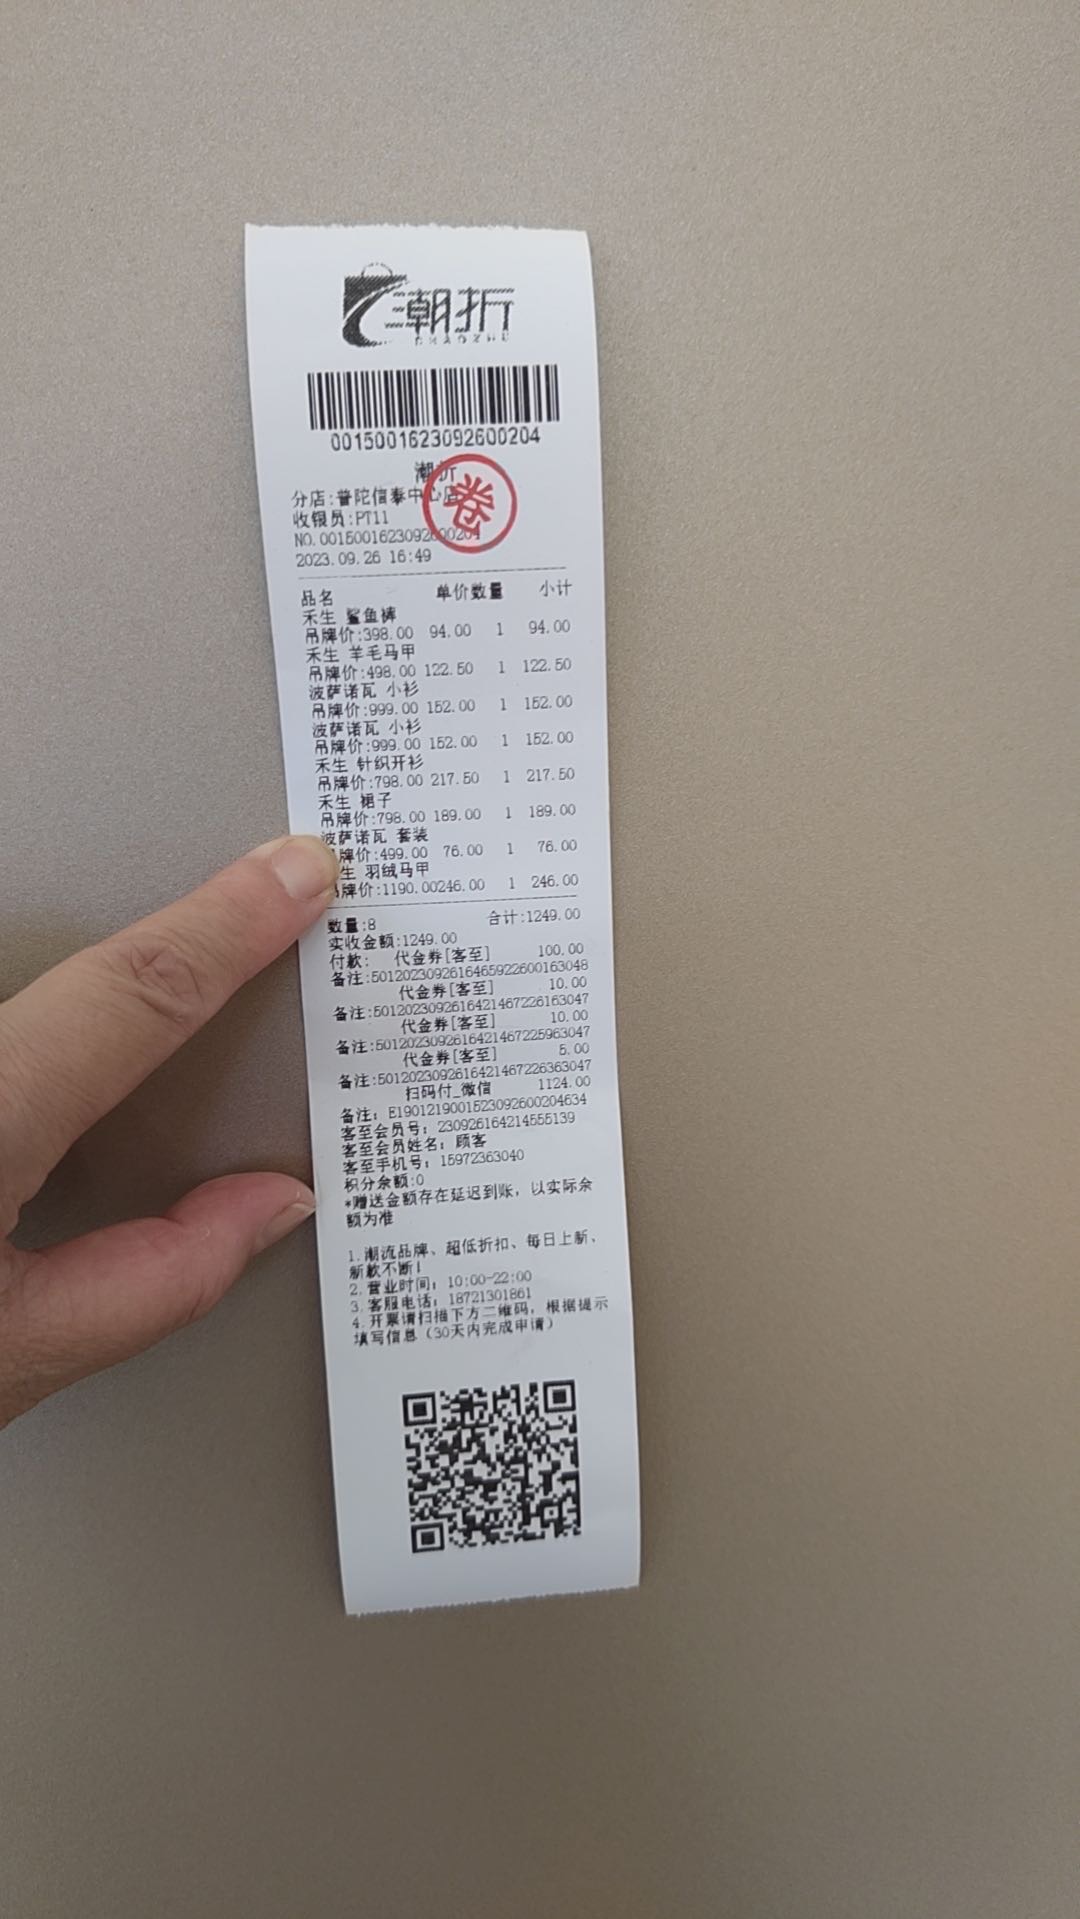 潮折
CHAOZHE
0015001623092600204
潮折
卷
分店:普陀信泰中心店
收银员:PT11
NO.0015001623092600204
2023.09.26 16:49
品名 单价数量 小计
禾生 鲨鱼裤
吊牌价:398.00 94.00 1 94.00
禾生 羊毛马甲
吊牌价:498.00 122.50 1 122.50
波萨诺瓦 小衫
吊牌价:999.00 152.00 1 152.00
波萨诺瓦 小衫
吊牌价:999.00 152.00 1 152.00
禾生 针织开衫
吊牌价:798.00 217.50 1 217.50
禾生 裙子
吊牌价:798.00 189.00 1 189.00
波萨诺瓦 套装
牌价:499.00 76.00 1 76.00
生 羽绒马甲
牌价:1190.00246.00 1 246.00
数量:8 合计:1249.00
实收金额:1249.00
付款: 代金券[客至] 100.00
备注:5012023092616465922600163048
代金券[客至] 10.00
备注:501202309261642146722616​3047
代金券[客至] 10.00
备注:5012023092616421467225963047
代金券[客至] 5.00
备注:5012023092616421467226363047
扫码付_微信 1124.00
备注: E1901219001523092600204634
客至会员号: 230926164214555139
客至会员姓名: 顾客
客至手机号: 15972363040
积分余额:0
*赠送金额存在延迟到账, 以实际余
额为准
1.潮流品牌、超低折扣、每日上新、
新款不断!
2.营业时间: 10:00-22:00
3.客服电话: 18721301861
4.开票请扫描下方二维码, 根据提示
填写信息（30天内完成申请）